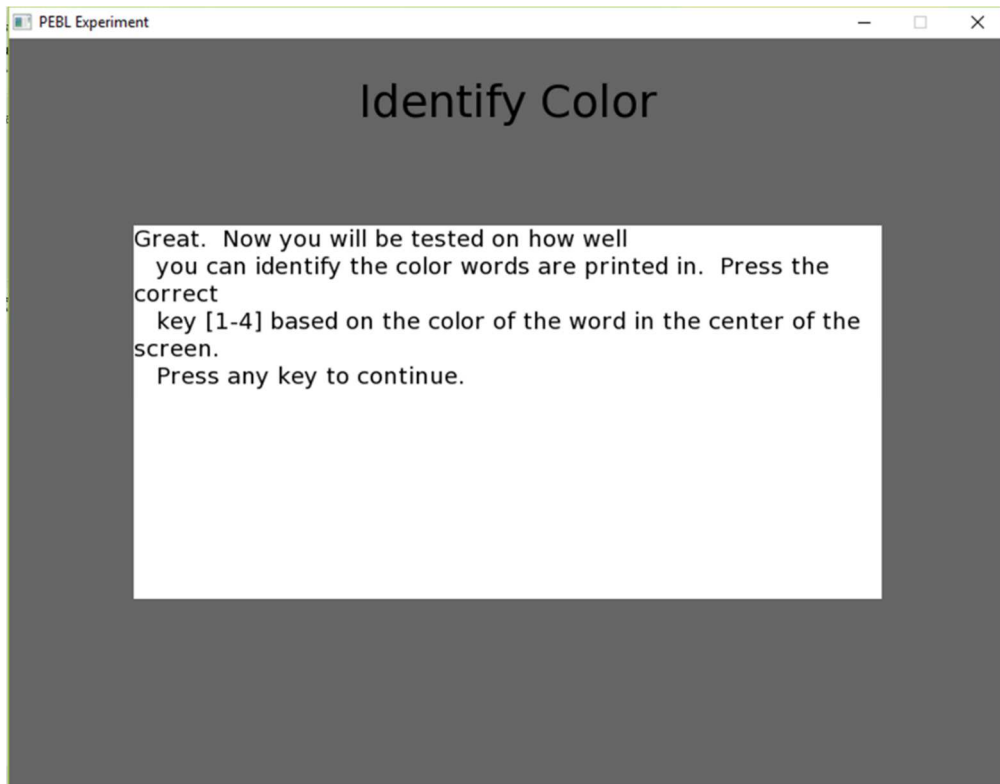 PEBL Experiment
Identify Color
Great. Now you will be tested on how well
you can identify the color words are printed in. Press the
correct
key [1-4] based on the color of the word in the center of the
screen.
Press any key to continue.